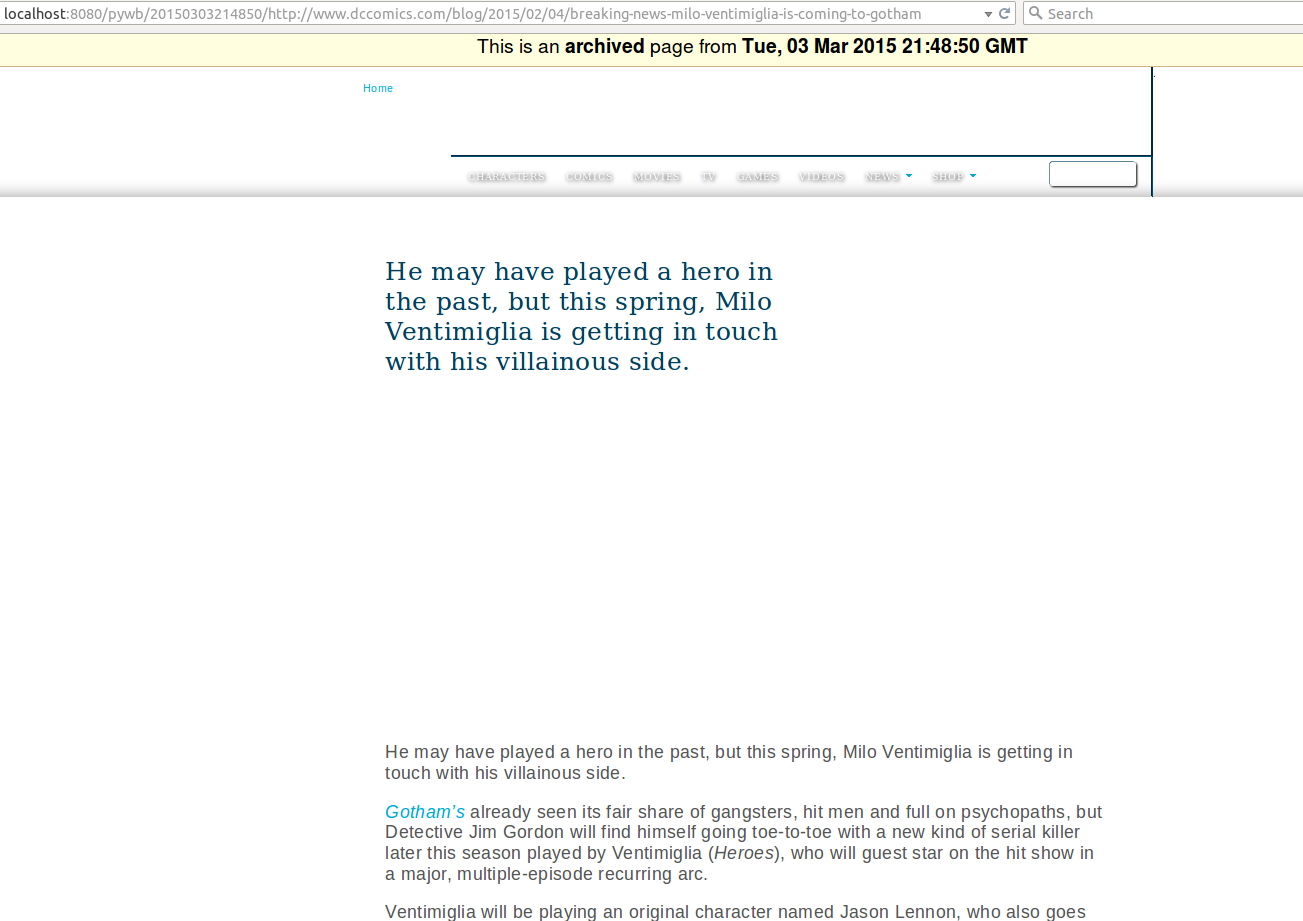 localhost:8080/pywb/20150303214850/http://www.dccomics.com/blog/2015/02/04/breaking-news-milo-ventimiglia-is-coming-to-gotham
Search
This is an archived page from Tue, 03 Mar 2015 21:48:50 GMT
Home
CHARACTERS COMICS MOVIES TV GAMES VIDEOS NEWS SHOP
He may have played a hero in
the past, but this spring, Milo
Ventimiglia is getting in touch
with his villainous side.
He may have played a hero in the past, but this spring, Milo Ventimiglia is getting in
touch with his villainous side.
Gotham’s already seen its fair share of gangsters, hit men and full on psychopaths, but
Detective Jim Gordon will find himself going toe-to-toe with a new kind of serial killer
later this season played by Ventimiglia (Heroes), who will guest star on the hit show in
a major, multiple-episode recurring arc.
Ventimiglia will be playing an original character named Jason Lennon, who also goes